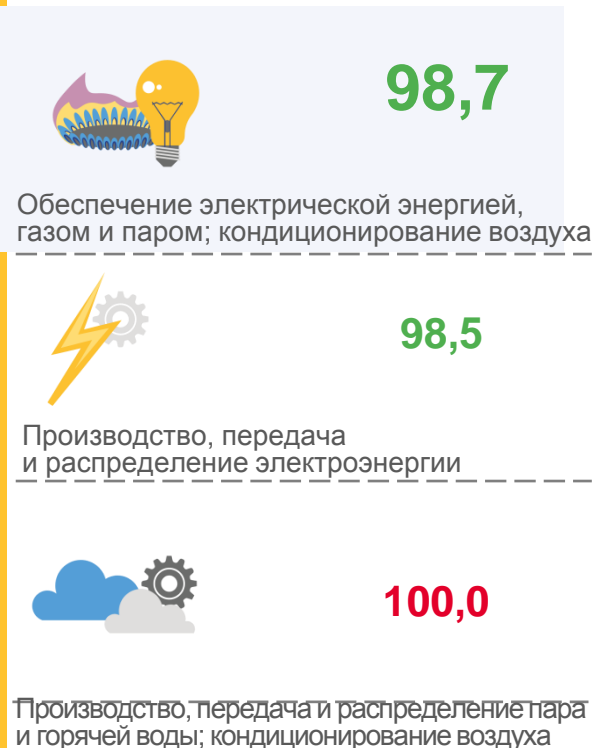 98,7
Обеспечение электрической энергией,
газом и паром; кондиционирование воздуха
98,5
Производство, передача
и распределение электроэнергии
100,0
Производство, передача и распределение пара
и горячей воды; кондиционирование воздуха